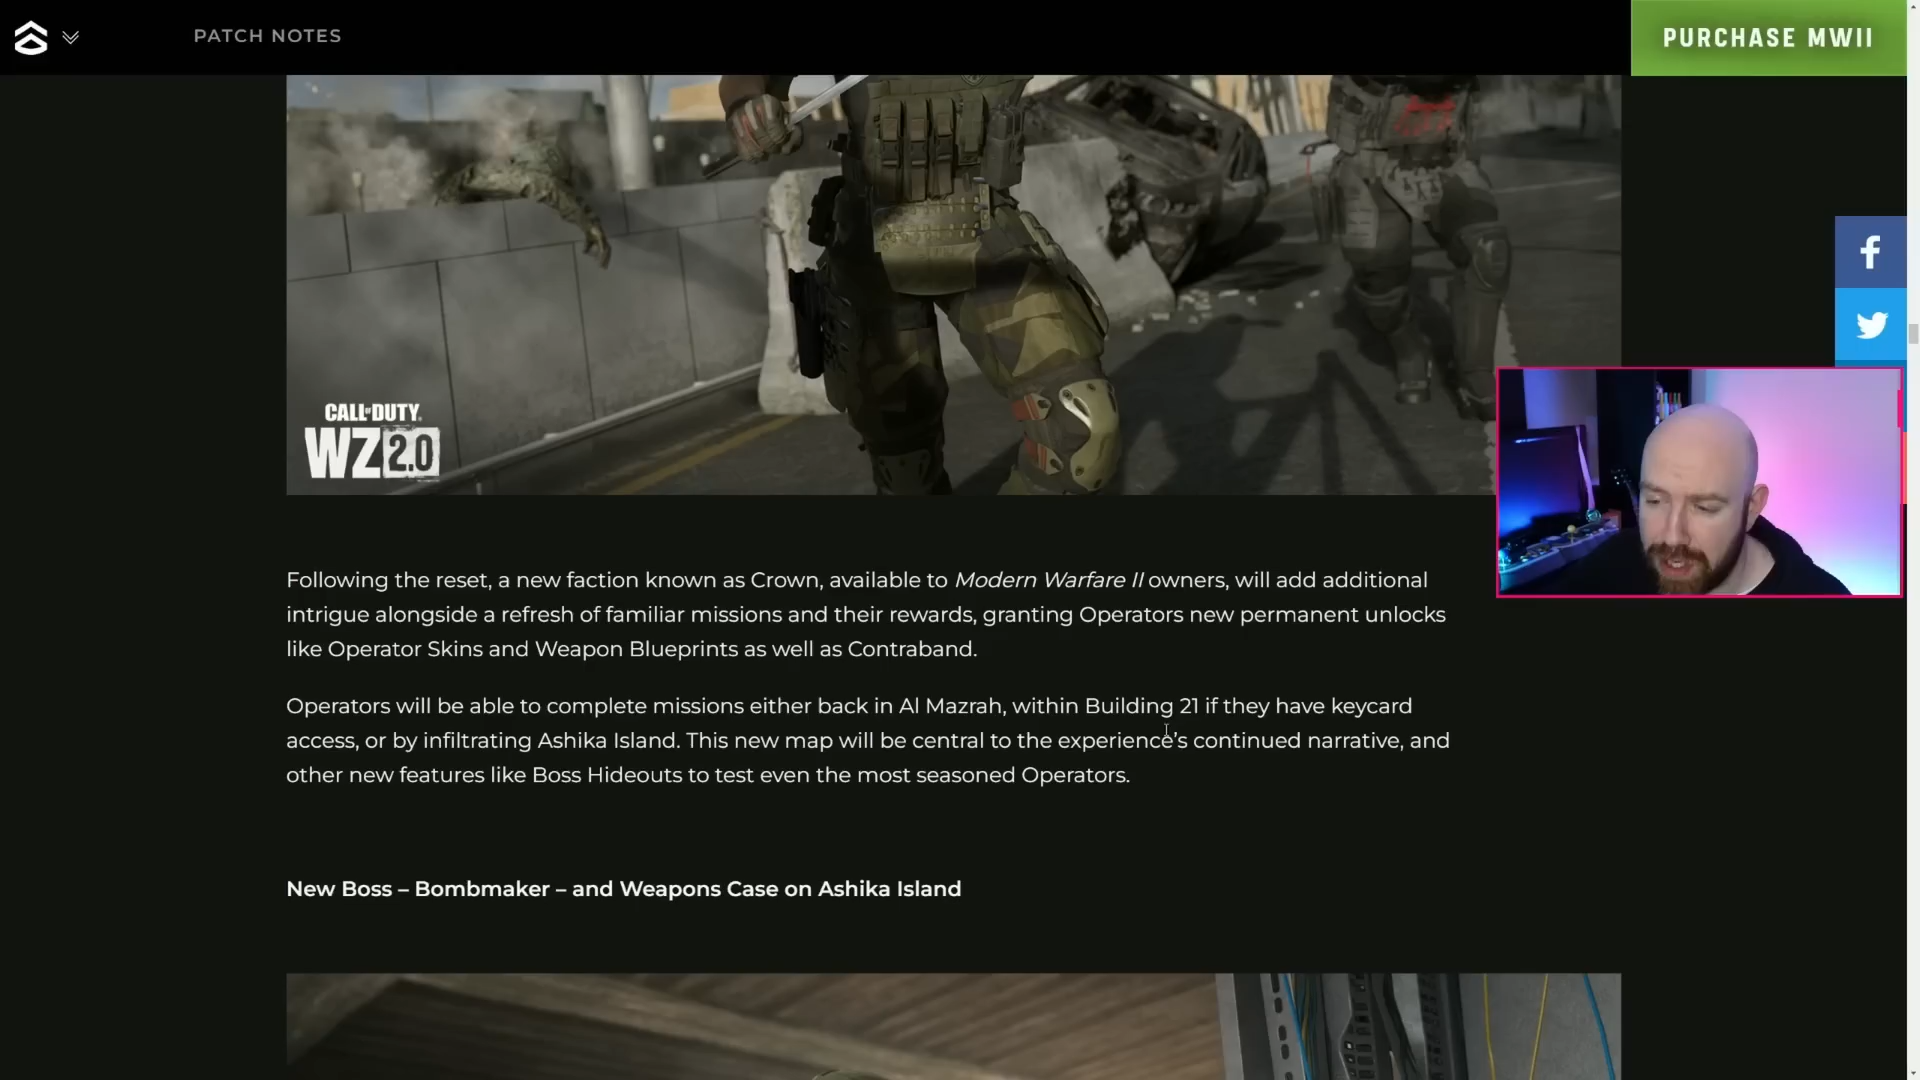 PATCH NOTES
PURCHASE MWII
CALL OF DUTY
WZ 2.0
Following the reset, a new faction known as Crown, available to Modern Warfare II owners, will add additional
intrigue alongside a refresh of familiar missions and their rewards, granting Operators new permanent unlocks
like Operator Skins and Weapon Blueprints as well as Contraband.
Operators will be able to complete missions either back in Al Mazrah, within Building 21 if they have keycard
access, or by infiltrating Ashika Island. This new map will be central to the experience's continued narrative, and
other new features like Boss Hideouts to test even the most seasoned Operators.
New Boss – Bombmaker – and Weapons Case on Ashika Island